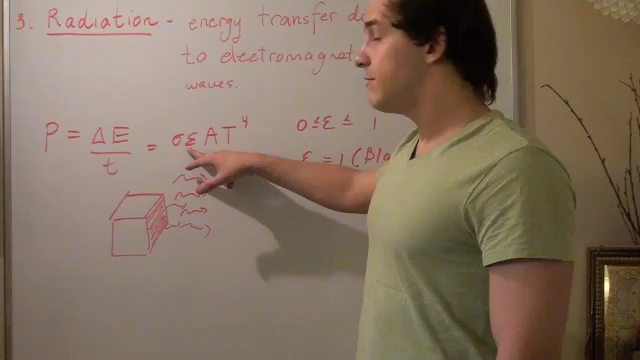 3. Radiation - energy transfer
to electromagnet
waves.
P = ΔE/t = σεAT⁴
0 ≤ ε ≤ 1
ε = 1 (Bla